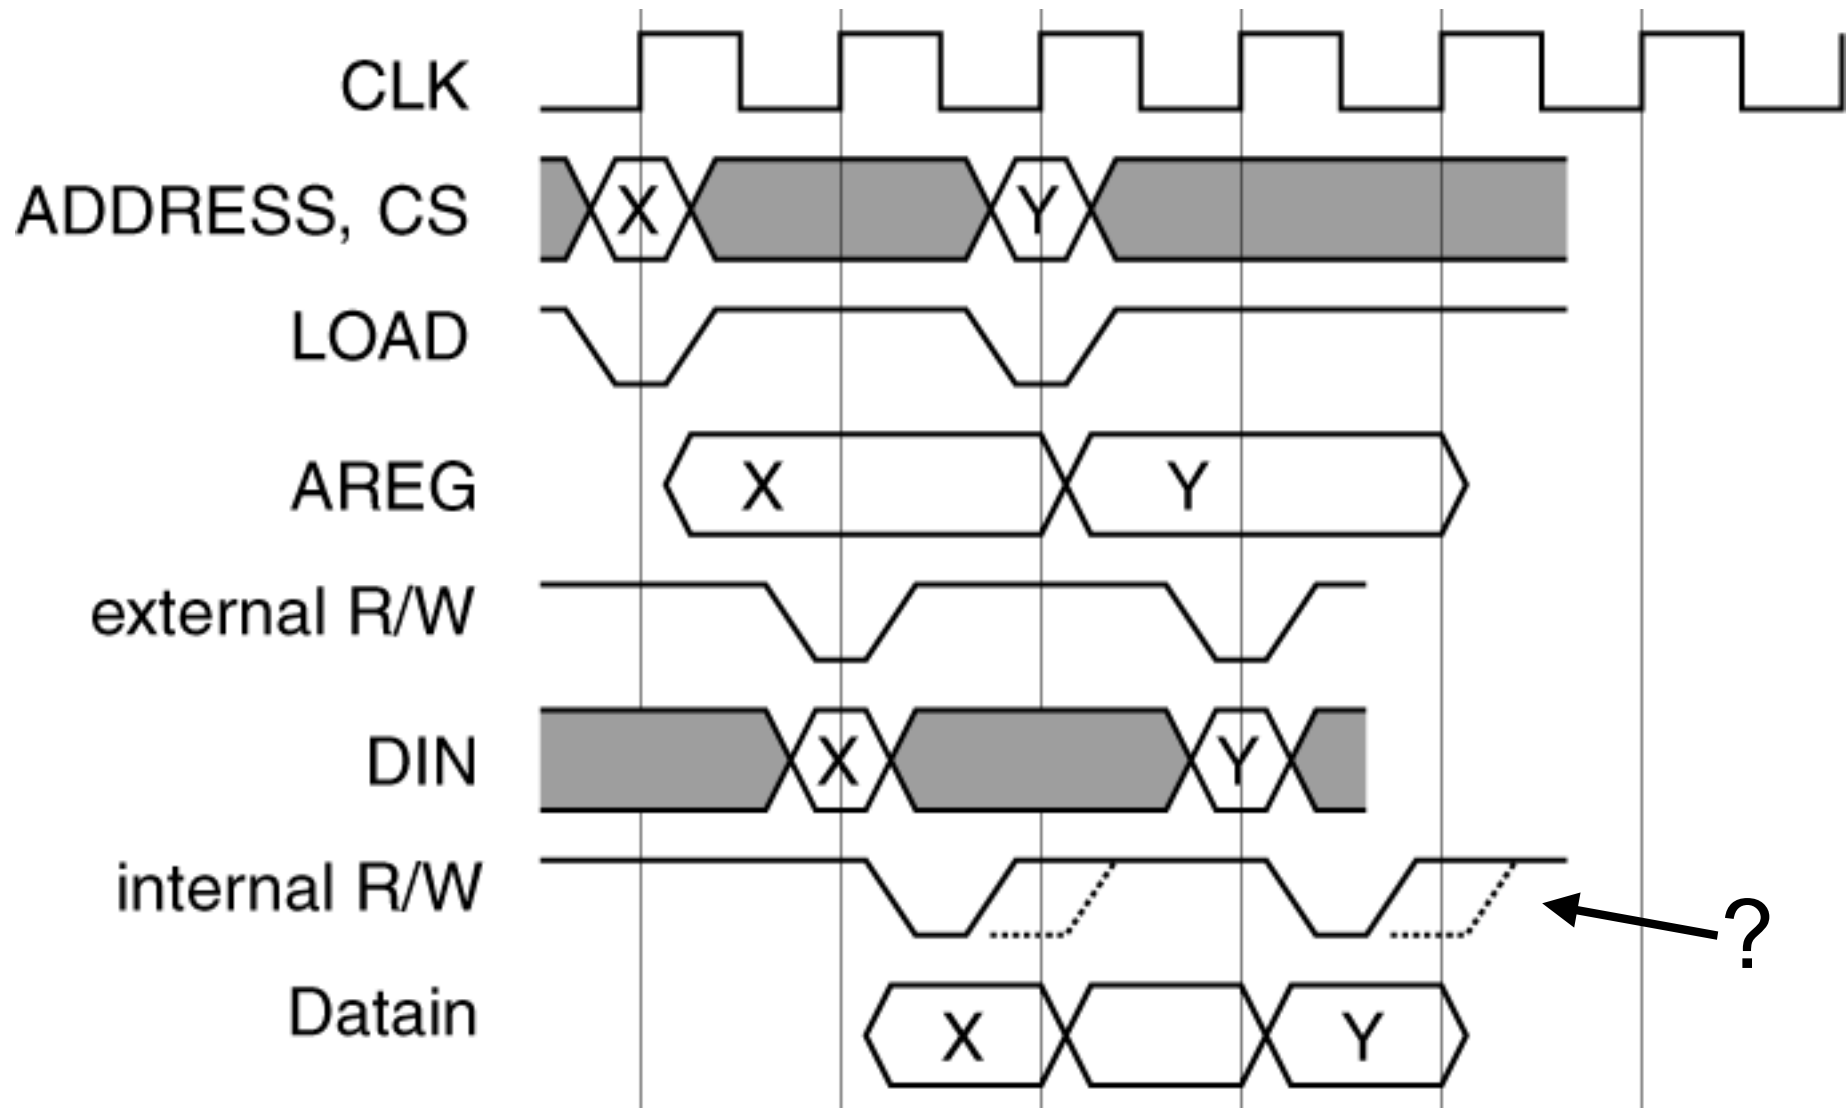 CLK
ADDRESS, CS X Y
LOAD
AREG X Y
external R/W
DIN X Y
internal R/W ?
Datain X Y